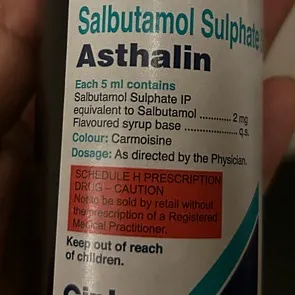 Salbutamol Sulphate
Asthalin
Each 5 ml contains
Salbutamol Sulphate IP
equivalent to Salbutamol ............ 2 mg
Flavoured syrup base ................ q.s.
Colour: Carmoisine
Dosage: As directed by the Physician.
SCHEDULE H PRESCRIPTION
DRUG – CAUTION
Not to be sold by retail without
the prescription of a Registered
Medical Practitioner.
Keep out of reach
of children.